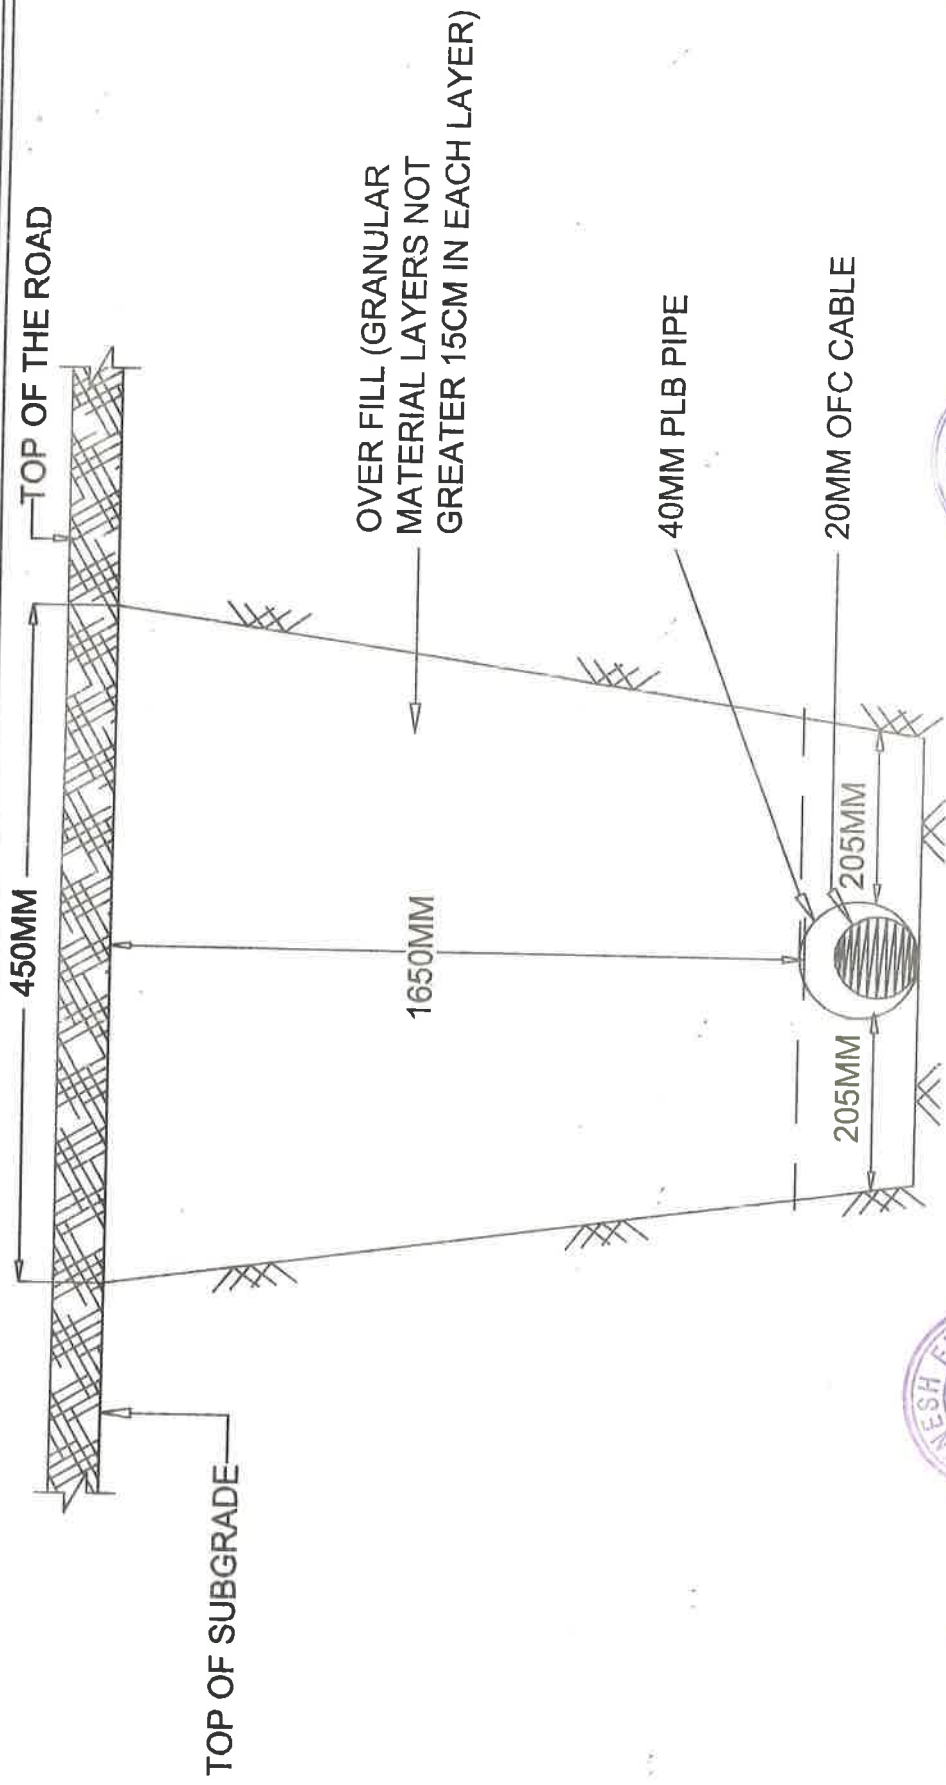 450MM
TOP OF THE ROAD
TOP OF SUBGRADE
OVER FILL (GRANULAR
MATERIAL LAYERS NOT
GREATER 15CM IN EACH LAYER)
1650MM
40MM PLB PIPE
20MM OFC CABLE
205MM
205MM
NESH